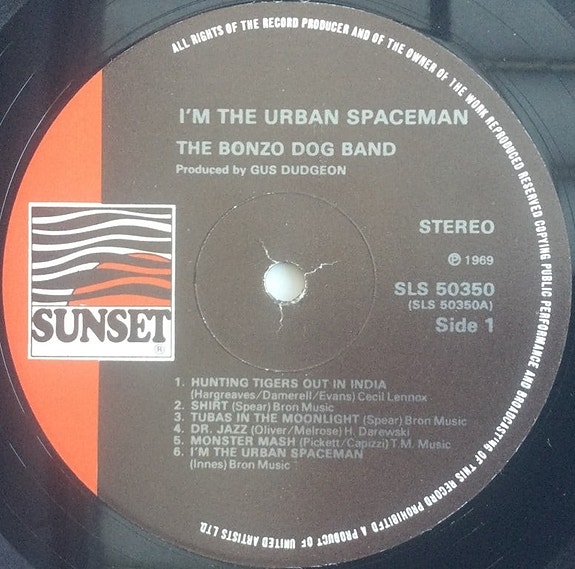 ALL RIGHTS OF THE RECORD PRODUCER AND OF THE OWNER OF THE WORK REPRODUCED RESERVED COPYING PUBLIC PERFORMANCE AND BROADCASTING OF THIS RECORD PROHIBITED A PRODUCT OF UNITED ARTISTS LTD.
I'M THE URBAN SPACEMAN
THE BONZO DOG BAND
Produced by GUS DUDGEON
STEREO
℗ 1969
SLS 50350
(SLS 50350A)
Side 1
SUNSET
®
1. HUNTING TIGERS OUT IN INDIA
(Hargreaves/Damerell/Evans) Cecil Lennox
2. SHIRT (Spear) Bron Music
3. TUBAS IN THE MOONLIGHT (Spear) Bron Music
4. DR. JAZZ (Oliver/Melrose) H. Darewski
5. MONSTER MASH (Pickett/Capizzi) T.M. Music
6. I'M THE URBAN SPACEMAN
(Innes) Bron Music